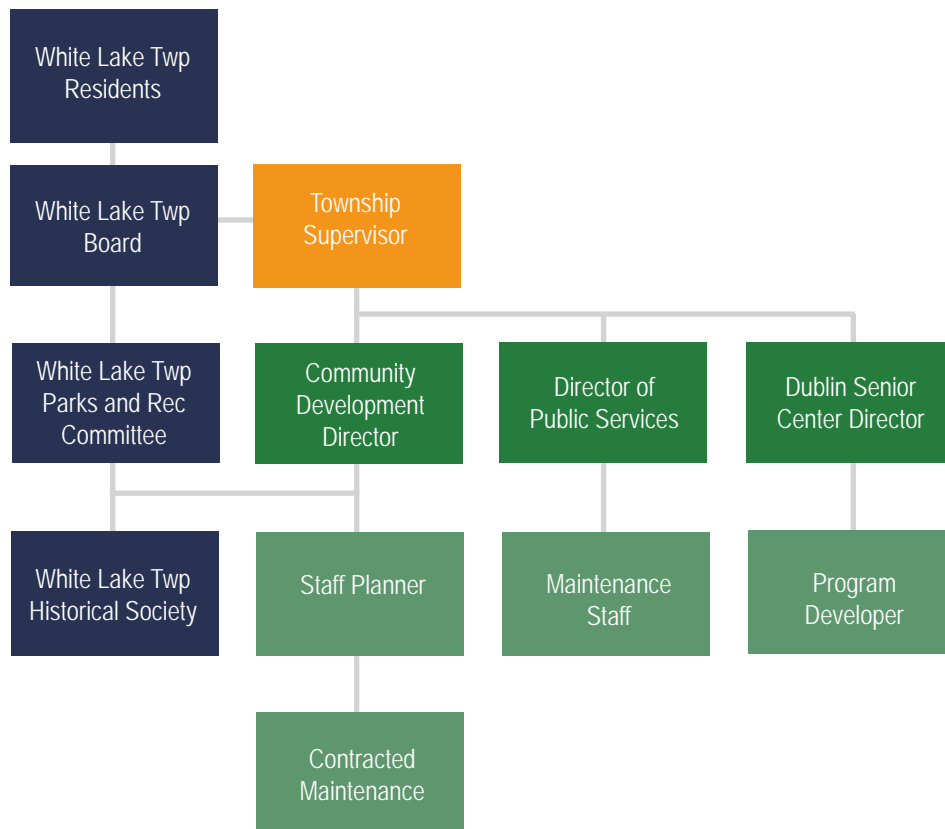 White Lake Twp
Residents
White Lake Twp
Board
Township
Supervisor
White Lake Twp
Parks and Rec
Committee
Community
Development
Director
Director of
Public Services
Dublin Senior
Center Director
White Lake Twp
Historical Society
Staff Planner
Maintenance
Staff
Program
Developer
Contracted
Maintenance